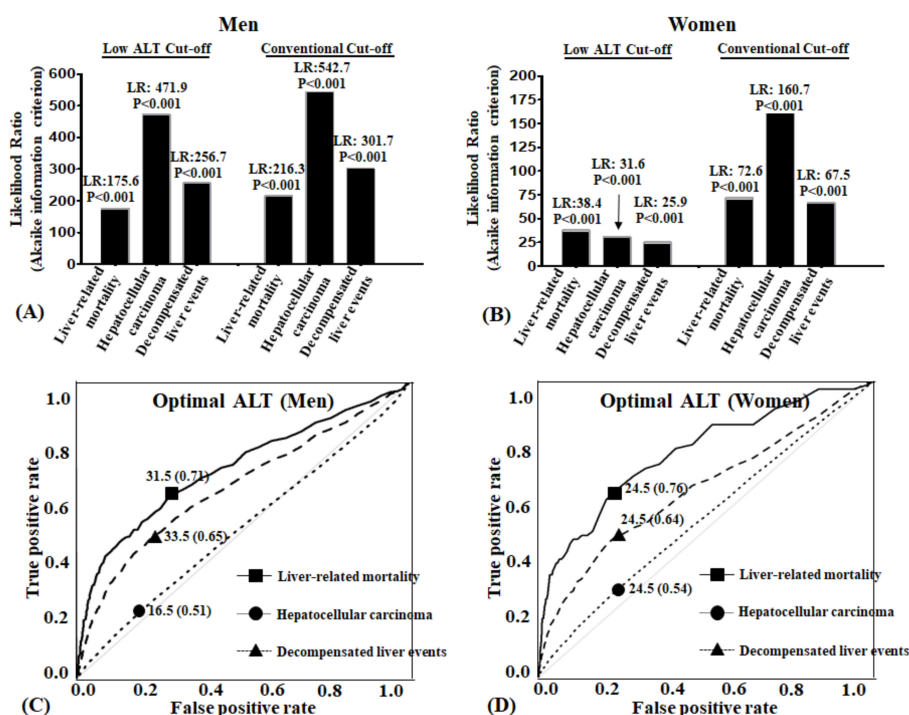 Men
Low ALT Cut-off
Conventional Cut-off
Likelihood Ratio
(Akaike information criterion)
600
500
400
300
200
100
0
LR:175.6
P<0.001
LR: 471.9
P<0.001
LR:256.7
P<0.001
LR:216.3
P<0.001
LR:542.7
P<0.001
LR: 301.7
P<0.001
Liver-related
mortality
Hepatocellular
carcinoma
Decompensated
liver events
Liver-related
mortality
Hepatocellular
carcinoma
Decompensated
liver events
(A)
Women
Low ALT Cut-off
Conventional Cut-off
Likelihood Ratio
(Akaike information criterion)
200
175
150
125
100
75
50
25
0
LR:38.4
P<0.001
LR: 31.6
P<0.001
LR: 25.9
P<0.001
LR: 72.6
P<0.001
LR: 160.7
P<0.001
LR: 67.5
P<0.001
Liver-related
mortality
Hepatocellular
carcinoma
Decompensated
liver events
Liver-related
mortality
Hepatocellular
carcinoma
Decompensated
liver events
(B)
Optimal ALT (Men)
True positive rate
1.0
0.8
0.6
0.4
0.2
0.0
31.5 (0.71)
33.5 (0.65)
16.5 (0.51)
Liver-related mortality
Hepatocellular carcinoma
Decompensated liver events
0.0
0.2
0.4
0.6
0.8
1.0
False positive rate
(C)
Optimal ALT (Women)
True positive rate
1.0
0.8
0.6
0.4
0.2
0.0
24.5 (0.76)
24.5 (0.64)
24.5 (0.54)
Liver-related mortality
Hepatocellular carcinoma
Decompensated liver events
0.0
0.2
0.4
0.6
0.8
1.0
False positive rate
(D)